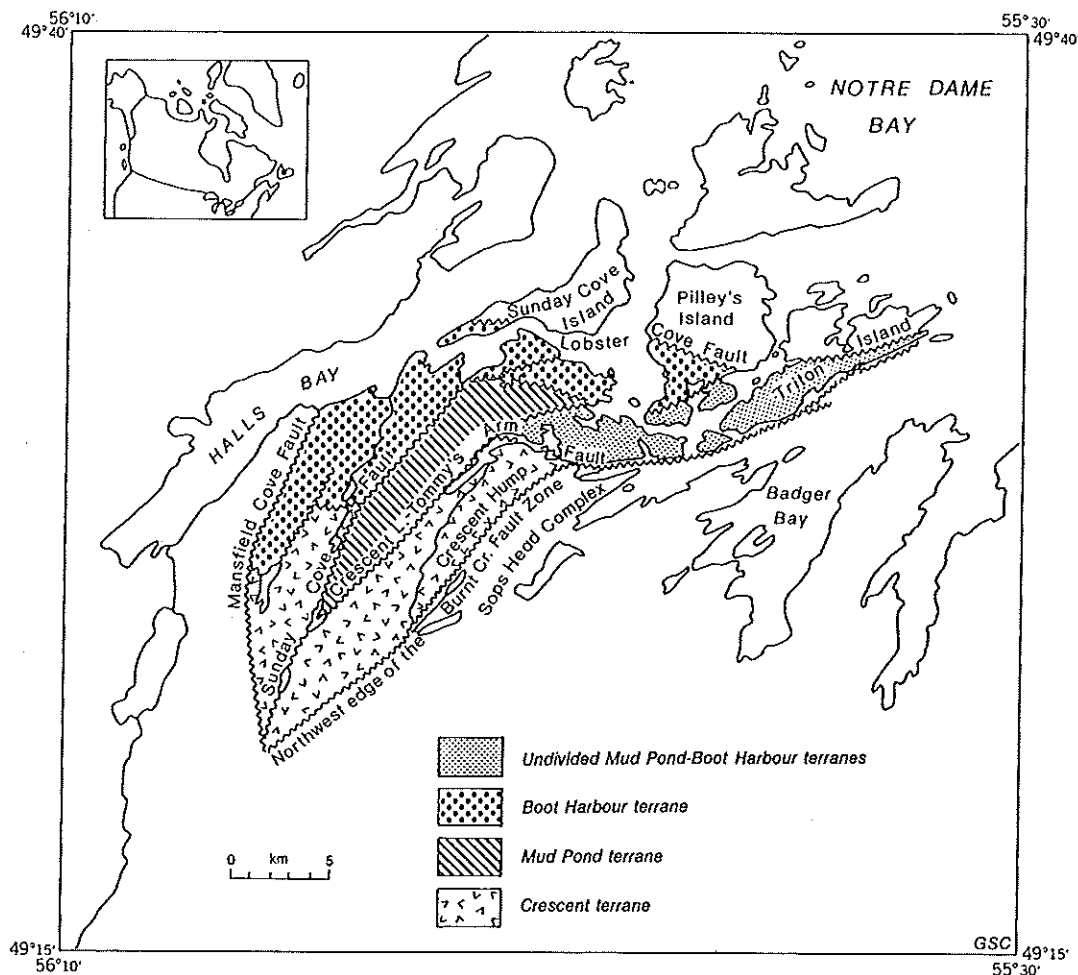 56°10'
49°40'
55°30'
49°40
NOTRE DAME
BAY
Sunday Cove
Island
Pilley's
Island
Lobster
Cove Fault
Island
Trilon
HALLS BAY
Mansfield Cove Fault
Sunday Cove Fault
Crescent L. Tommy's Arm Fault
Crescent Hump
Northwest edge of the Burnt Cr. Fault Zone
Sops Head Complex
Badger
Bay
Undivided Mud Pond-Boot Harbour terranes
Boot Harbour terrane
Mud Pond terrane
Crescent terrane
0 km 5
GSC
49°15'
56°10'
49°15'
55°30'